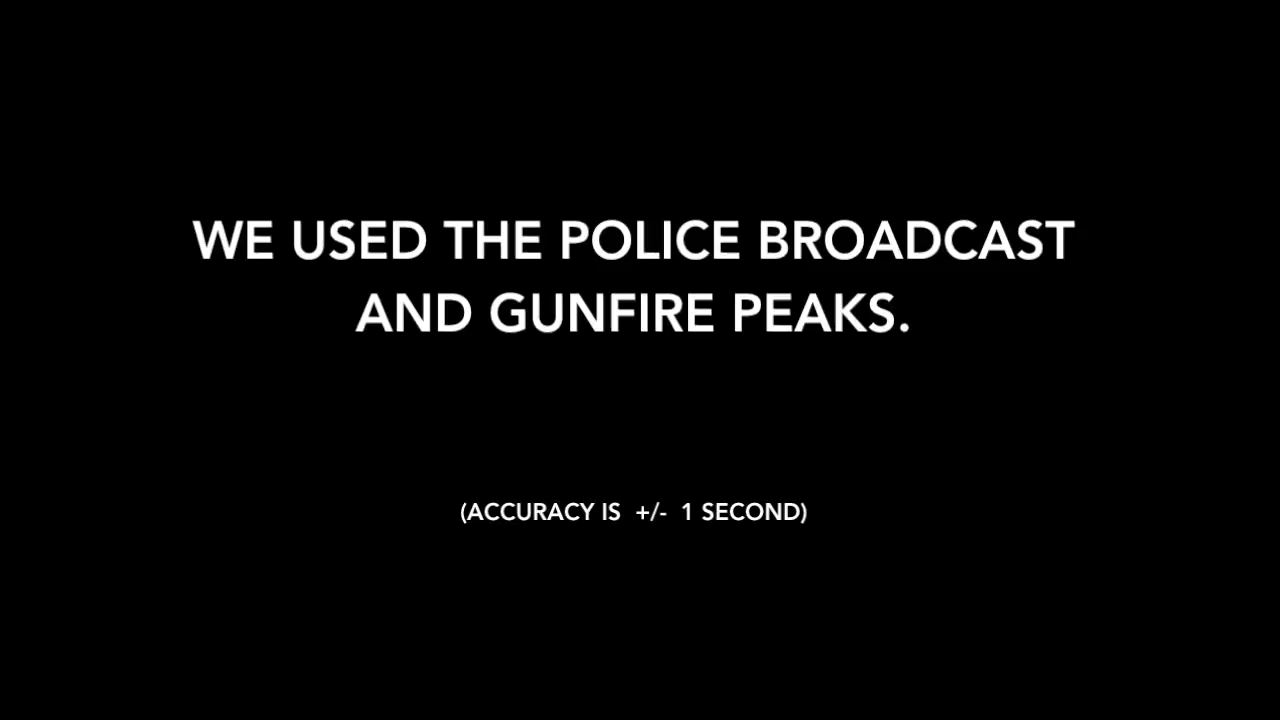 WE USED THE POLICE BROADCAST
AND GUNFIRE PEAKS.
(ACCURACY IS +/- 1 SECOND)